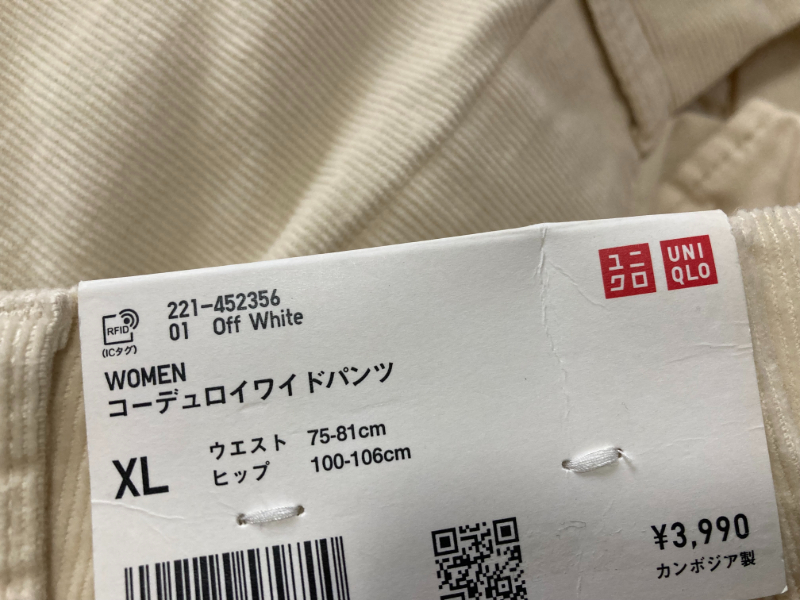 ユニ
クロ
UNI
QLO
RFID
(ICタグ)
221-452356
01 Off White
WOMEN
コーデュロイワイドパンツ
XL
ウエスト 75-81cm
ヒップ 100-106cm
¥3,990
カンボジア製